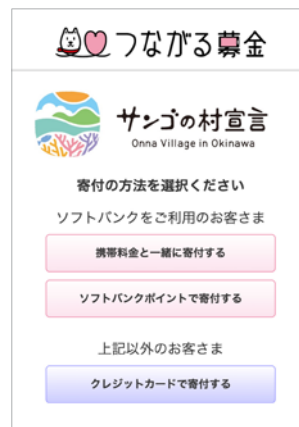 つながる募金
サンゴの村宣言
Onna Village in Okinawa
寄付の方法を選択ください
ソフトバンクをご利用のお客さま
携帯料金と一緒に寄付する
ソフトバンクポイントで寄付する
上記以外のお客さま
クレジットカードで寄付する